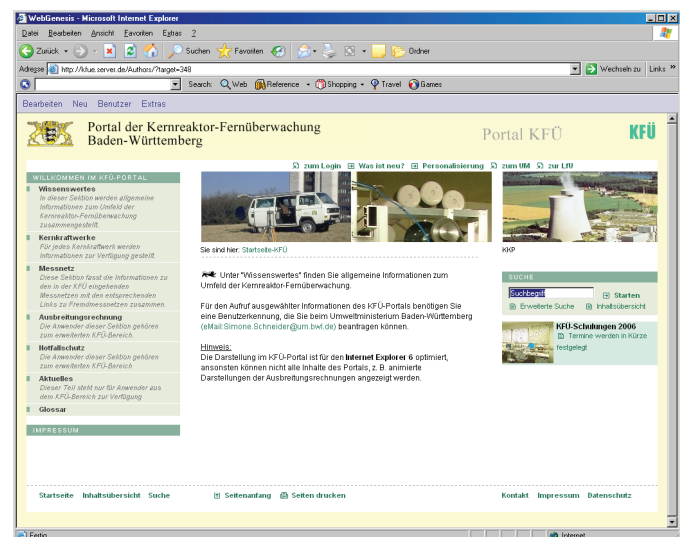 WebGenesis - Microsoft Internet Explorer
Datei Bearbeiten Ansicht Favoriten Extras ?
Zurück Suchen Favoriten Ordner
Adresse http://kfue.server.de/Authors/?target=348 Wechseln zu Links »
Search: Web Reference Shopping Travel Games
Bearbeiten Neu Benutzer Extras
Portal der Kernreaktor-Fernüberwachung
Baden-Württemberg
Portal KFÜ
KFÜ
zum Login Was ist neu? Personalisierung zum UM zur LfU
WILLKOMMEN IM KFÜ-PORTAL
Wissenswertes
In dieser Sektion werden allgemeine
Informationen zum Umfeld der
Kernreaktor-Fernüberwachung
zusammengestellt.
Kernkraftwerke
Für jedes Kernkraftwerk werden
Informationen zur Verfügung gestellt.
Messnetz
Diese Sektion fasst die Informationen zu
den in der KFÜ eingehenden
Messnetzen mit den entsprechenden
Links zu Fremdmessnetzen zusammen.
Ausbreitungsrechnung
Die Anwender dieser Sektion gehören
zum erweiterten KFÜ-Bereich.
Notfallschutz
Die Anwender dieser Sektion gehören
zum erweiterten KFÜ-Bereich
Aktuelles
Dieser Teil steht nur für Anwender aus
dem KFÜ-Bereich zur Verfügung
Glossar
IMPRESSUM
Sie sind hier: Startseite-KFÜ
Unter "Wissenswertes" finden Sie allgemeine Informationen zum
Umfeld der Kernreaktor-Fernüberwachung.
Für den Aufruf ausgewählter Informationen des KFÜ-Portals benötigen Sie
eine Benutzerkennung, die Sie beim Umweltministerium Baden-Württemberg
(eMail:Simone.Schneider@um.bwl.de) beantragen können.
Hinweis:
Die Darstellung im KFÜ-Portal ist für den Internet Explorer 6 optimiert,
ansonsten können nicht alle Inhalte des Portals, z. B. animierte
Darstellungen der Ausbreitungsrechnungen angezeigt werden.
KKP
SUCHE
Suchbegriff Starten
Erweiterte Suche Inhaltsübersicht
KFÜ-Schulungen 2006
Termine werden in Kürze
festgelegt
Startseite Inhaltsübersicht Suche Seitenanfang Seiten drucken Kontakt Impressum Datenschutz
Fertig Internet